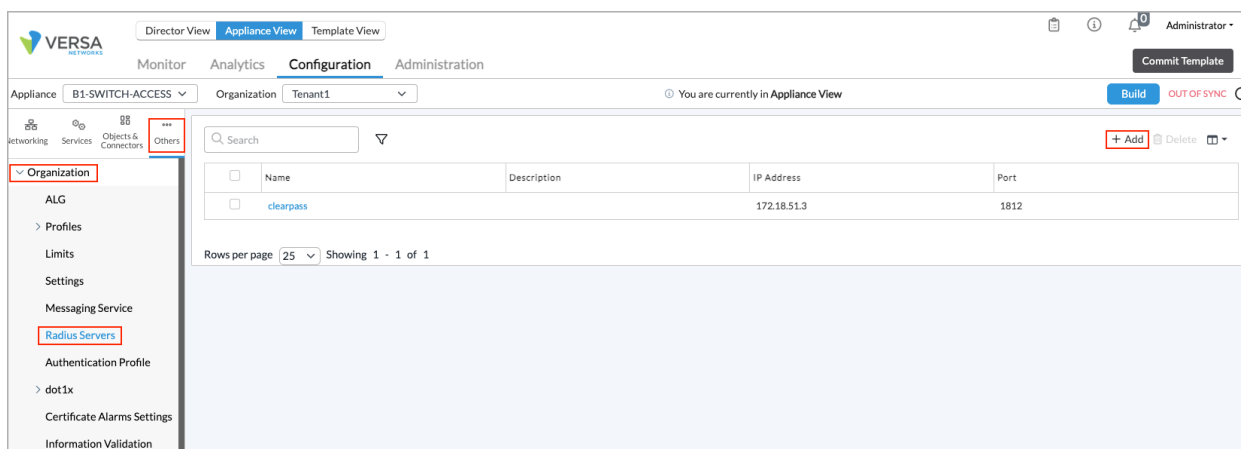 VERSA
NETWORKS
Director View Appliance View Template View
0
Administrator
Monitor Analytics Configuration Administration
Commit Template
Appliance B1-SWITCH-ACCESS Organization Tenant1 You are currently in Appliance View Build OUT OF SYNC
etworking Services Objects & Connectors Others
Search
+ Add Delete
Organization
Name Description IP Address Port
ALG
clearpass 172.18.51.3 1812
Profiles
Limits
Rows per page 25 Showing 1 - 1 of 1
Settings
Messaging Service
Radius Servers
Authentication Profile
dot1x
Certificate Alarms Settings
Information Validation